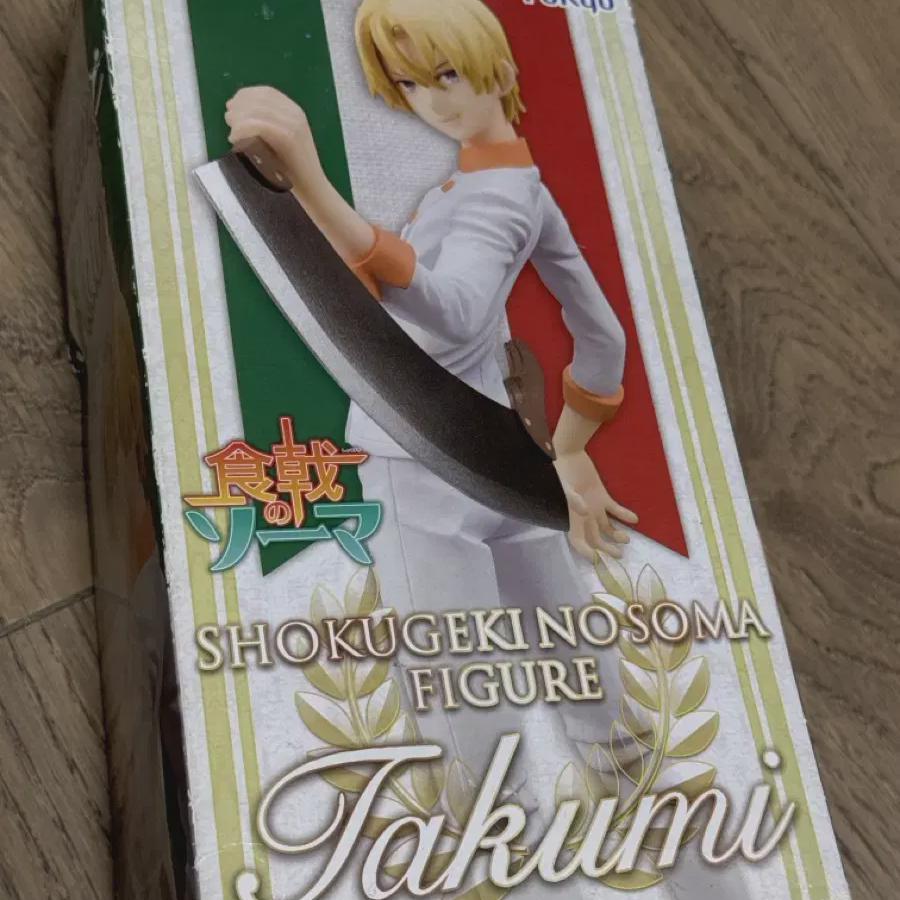 食戟の
ソーマ
SHOKUGEKI NO SOMA
FIGURE
Takumi